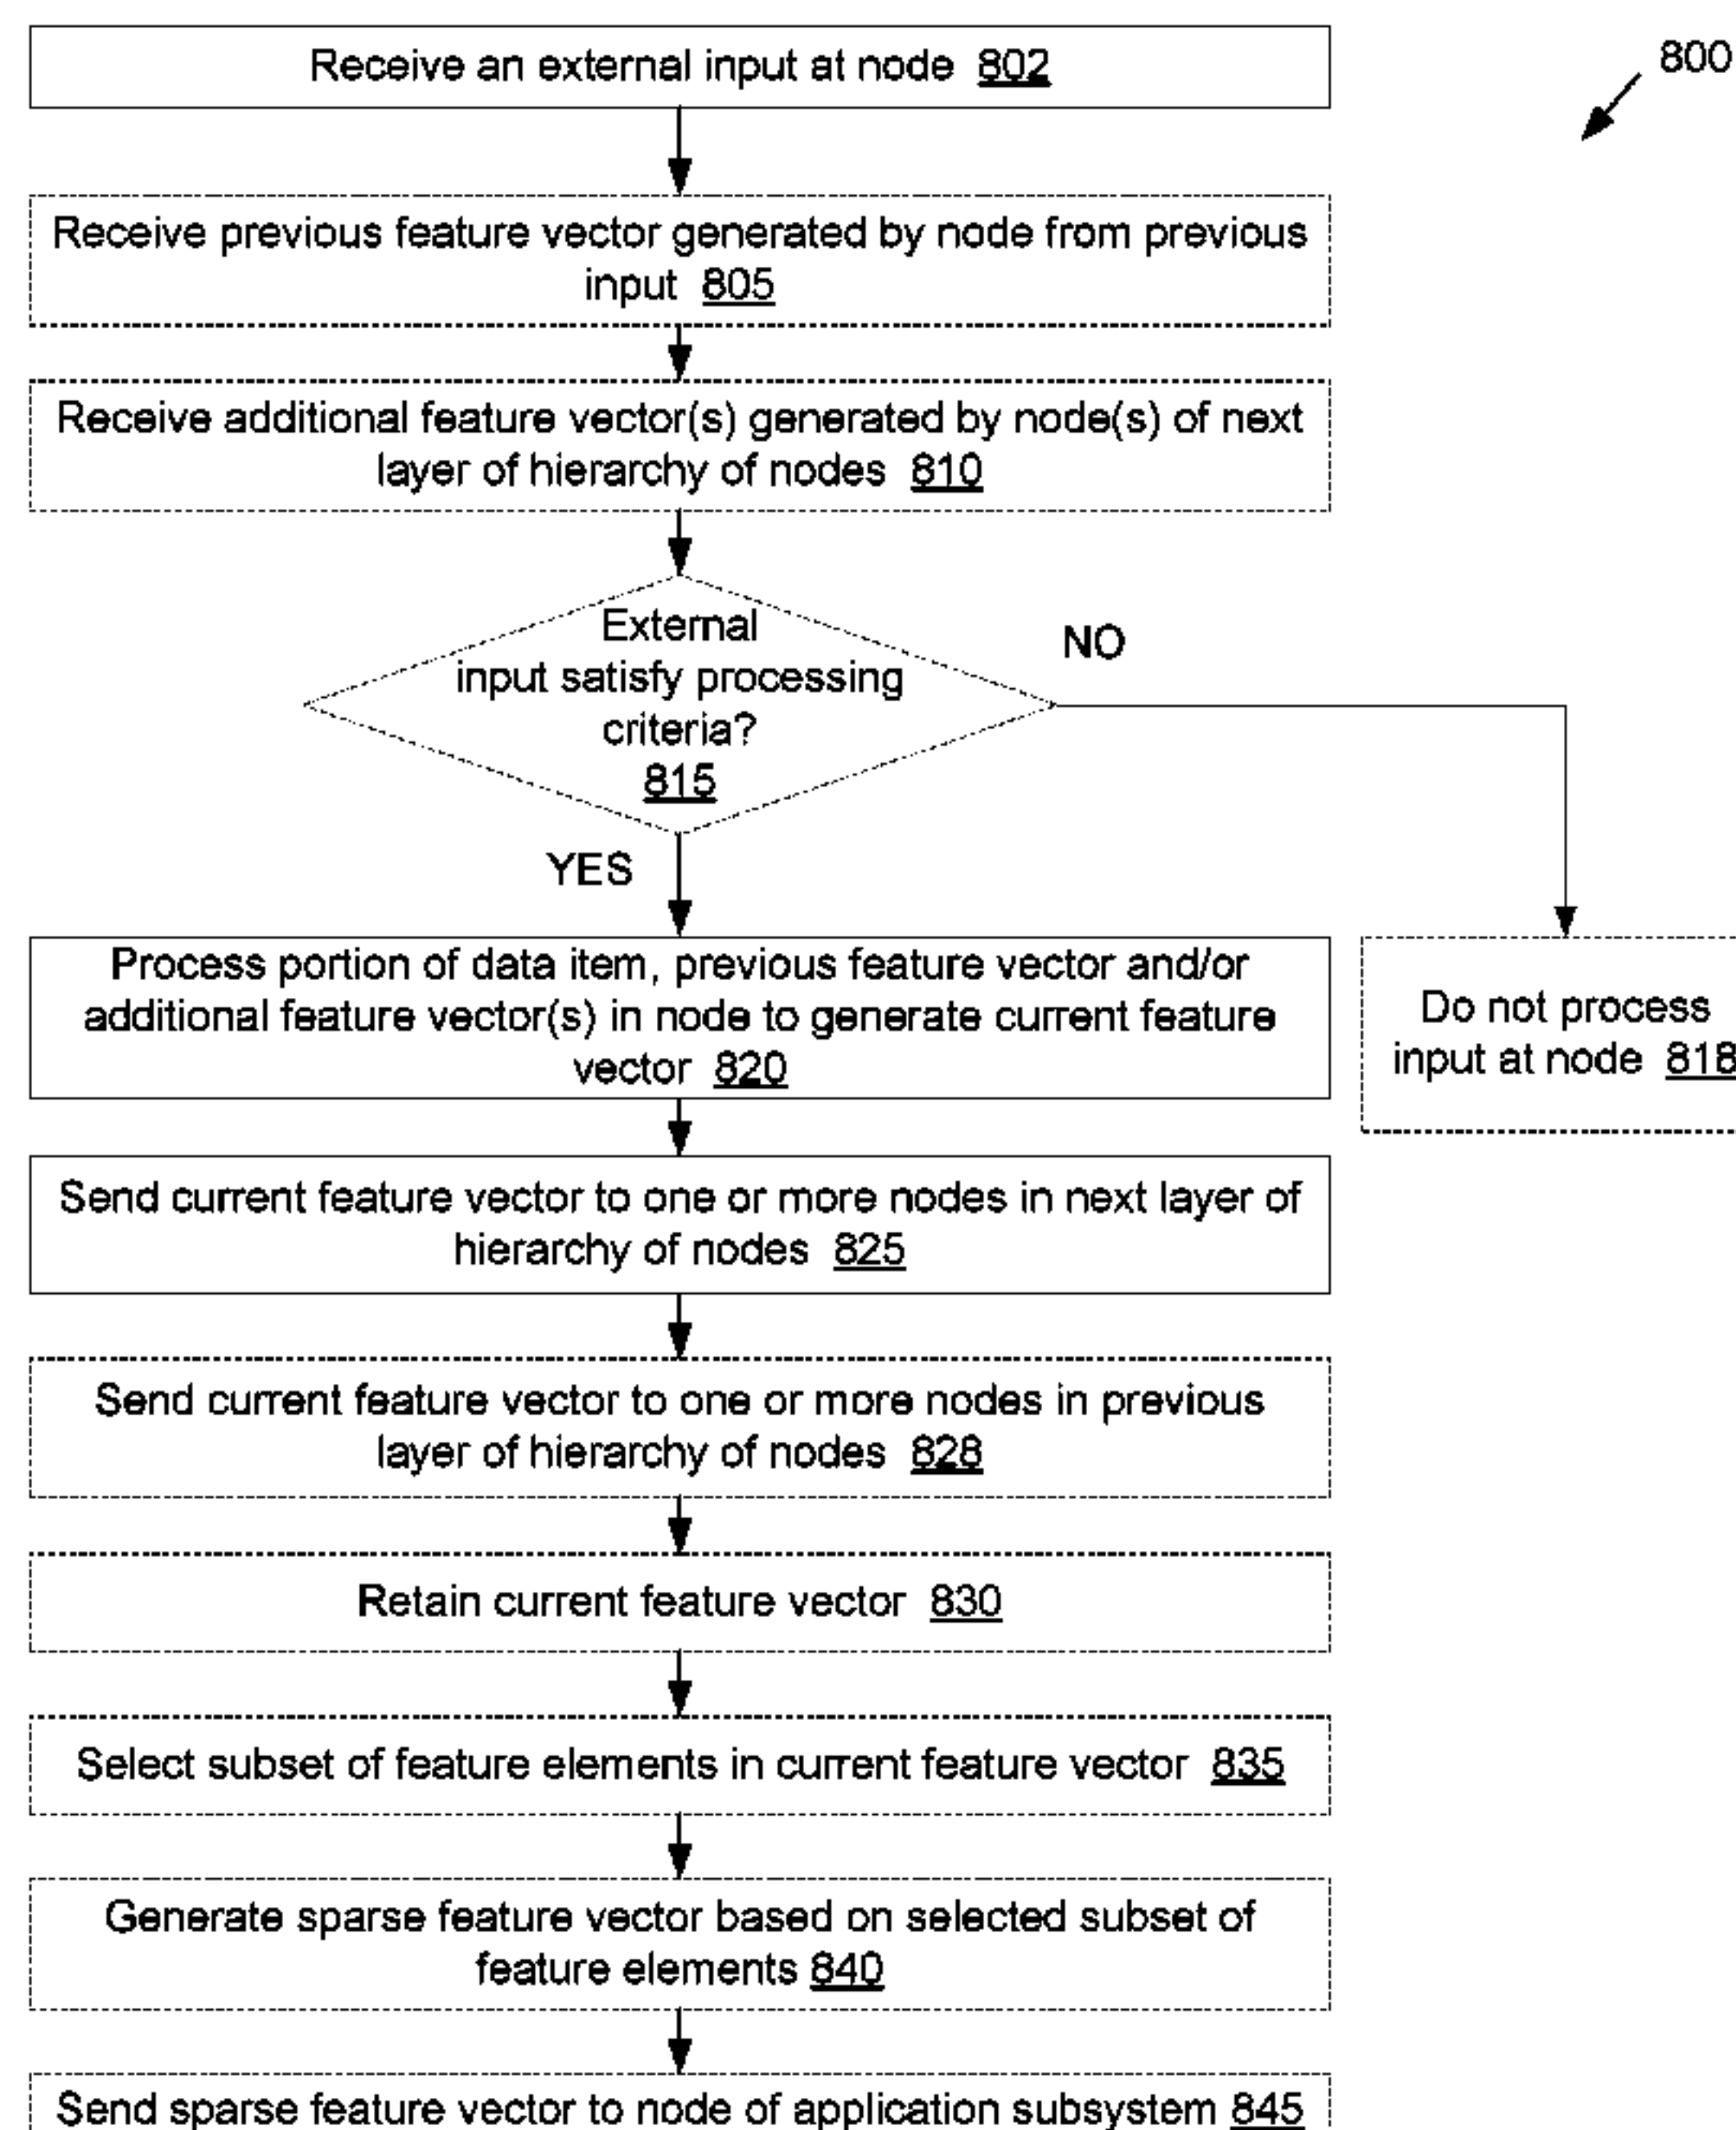 Receive an external input at node 802
800
Receive previous feature vector generated by node from previous
input 805
Receive additional feature vector(s) generated by node(s) of next
layer of hierarchy of nodes 810
External
input satisfy processing
criteria?
815
NO
YES
Process portion of data item, previous feature vector and/or
additional feature vector(s) in node to generate current feature
vector 820
Do not process
input at node 818
Send current feature vector to one or more nodes in next layer of
hierarchy of nodes 825
Send current feature vector to one or more nodes in previous
layer of hierarchy of nodes 828
Retain current feature vector 830
Select subset of feature elements in current feature vector 835
Generate sparse feature vector based on selected subset of
feature elements 840
Send sparse feature vector to node of application subsystem 845